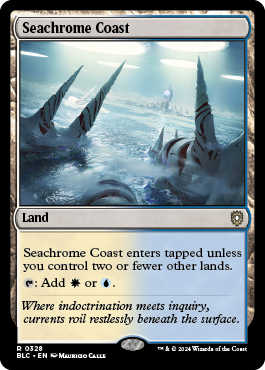 Seachrome Coast
Land
Seachrome Coast enters tapped unless
you control two or fewer other lands.
: Add or .
Where indoctrination meets inquiry,
currents roil restlessly beneath the surface.
R 0328
BLC • EN Mauricio Calle
™ & © 2024 Wizards of the Coast